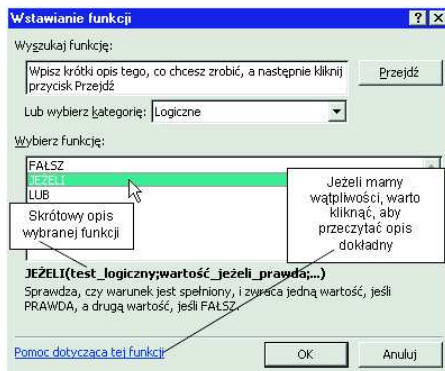 Wstawianie funkcji
Wyszukaj funkcję:
Wpisz krótki opis tego, co chcesz zrobić, a następnie kliknij
przycisk Przejdź
Przejdź
Lub wybierz kategorię: Logiczne
Wybierz funkcję:
FAŁSZ
JEŻELI
LUB
Skrótowy opis
wybranej funkcji
Jeżeli mamy
wątpliwości, warto
kliknąć, aby
przeczytać opis
dokładny
JEŻELI(test_logiczny;wartość_jeżeli_prawda;...)
Sprawdza, czy warunek jest spełniony, i zwraca jedną wartość, jeśli
PRAWDA, a drugą wartość, jeśli FAŁSZ.
Pomoc dotycząca tej funkcji
OK
Anuluj